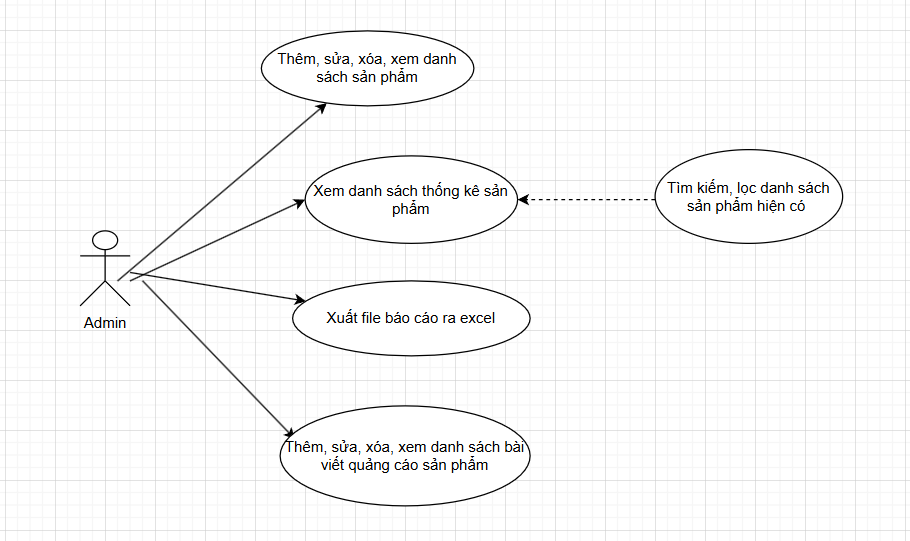 Thêm, sửa, xóa, xem danh
sách sản phẩm
Xem danh sách thống kê sản
phẩm
Tìm kiếm, lọc danh sách
sản phẩm hiện có
Admin
Xuất file báo cáo ra excel
Thêm, sửa, xóa, xem danh sách bài
viết quảng cáo sản phẩm